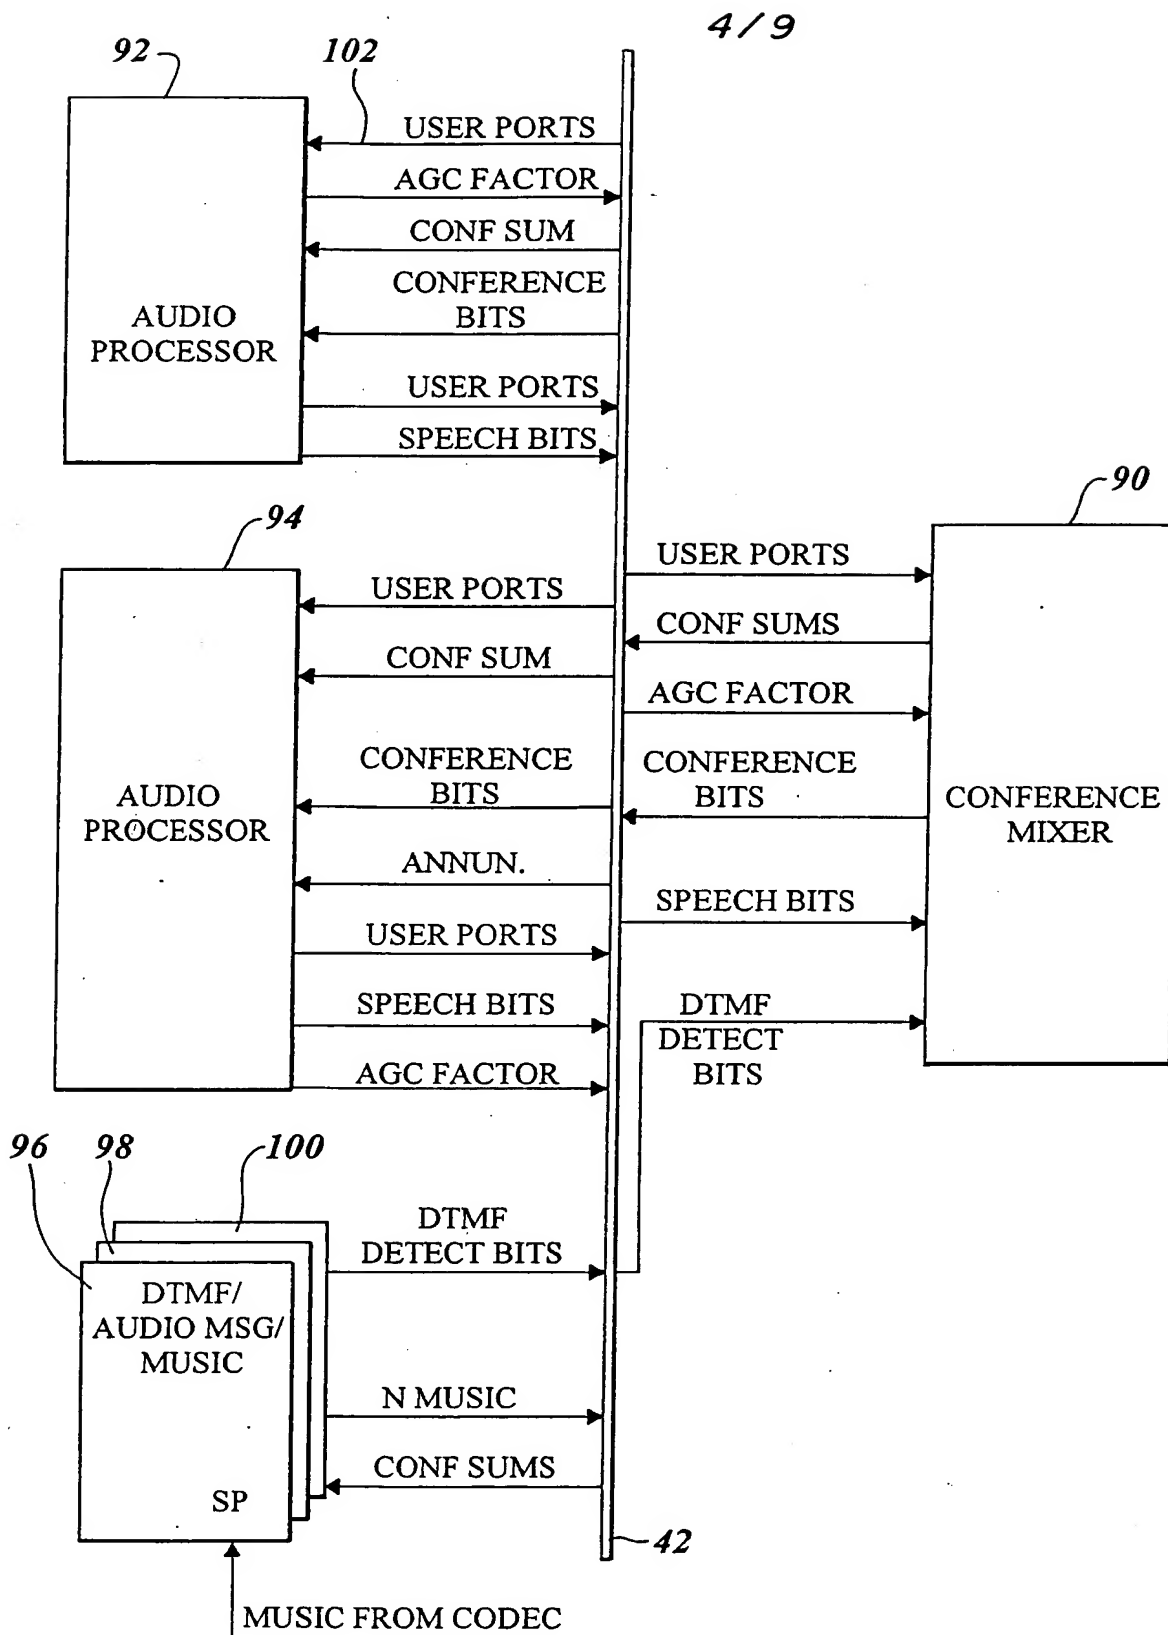 4/9
92
102
USER PORTS
AGC FACTOR
CONF SUM
CONFERENCE
BITS
AUDIO
PROCESSOR
USER PORTS
SPEECH BITS
94
USER PORTS
CONF SUM
CONFERENCE
BITS
AUDIO
PROCESSOR
ANNUN.
USER PORTS
SPEECH BITS
AGC FACTOR
90
USER PORTS
CONF SUMS
AGC FACTOR
CONFERENCE
BITS
CONFERENCE
MIXER
SPEECH BITS
DTMF
DETECT
BITS
96
98
100
DTMF
DETECT BITS
DTMF/
AUDIO MSG/
MUSIC
N MUSIC
CONF SUMS
SP
42
MUSIC FROM CODEC